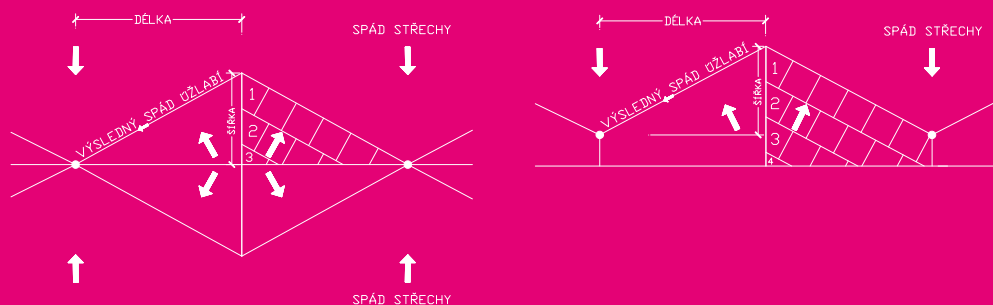 DÉLKA
SPÁD STŘECHY
VÝSLEDNÝ SPÁD ÚŽLABÍ
ŠÍŘKA
1
2
3
SPÁD STŘECHY
DÉLKA
SPÁD STŘECHY
VÝSLEDNÝ SPÁD ÚŽLABÍ
ŠÍŘKA
1
2
3
4